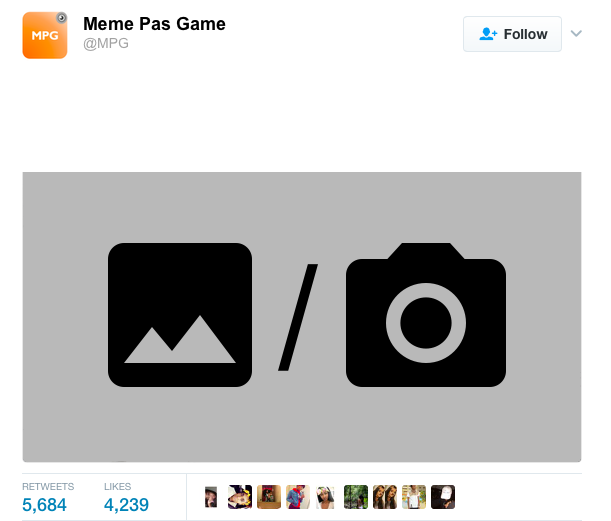 MPG
Meme Pas Game
@MPG
Follow
/
RETWEETS
LIKES
5,684
4,239